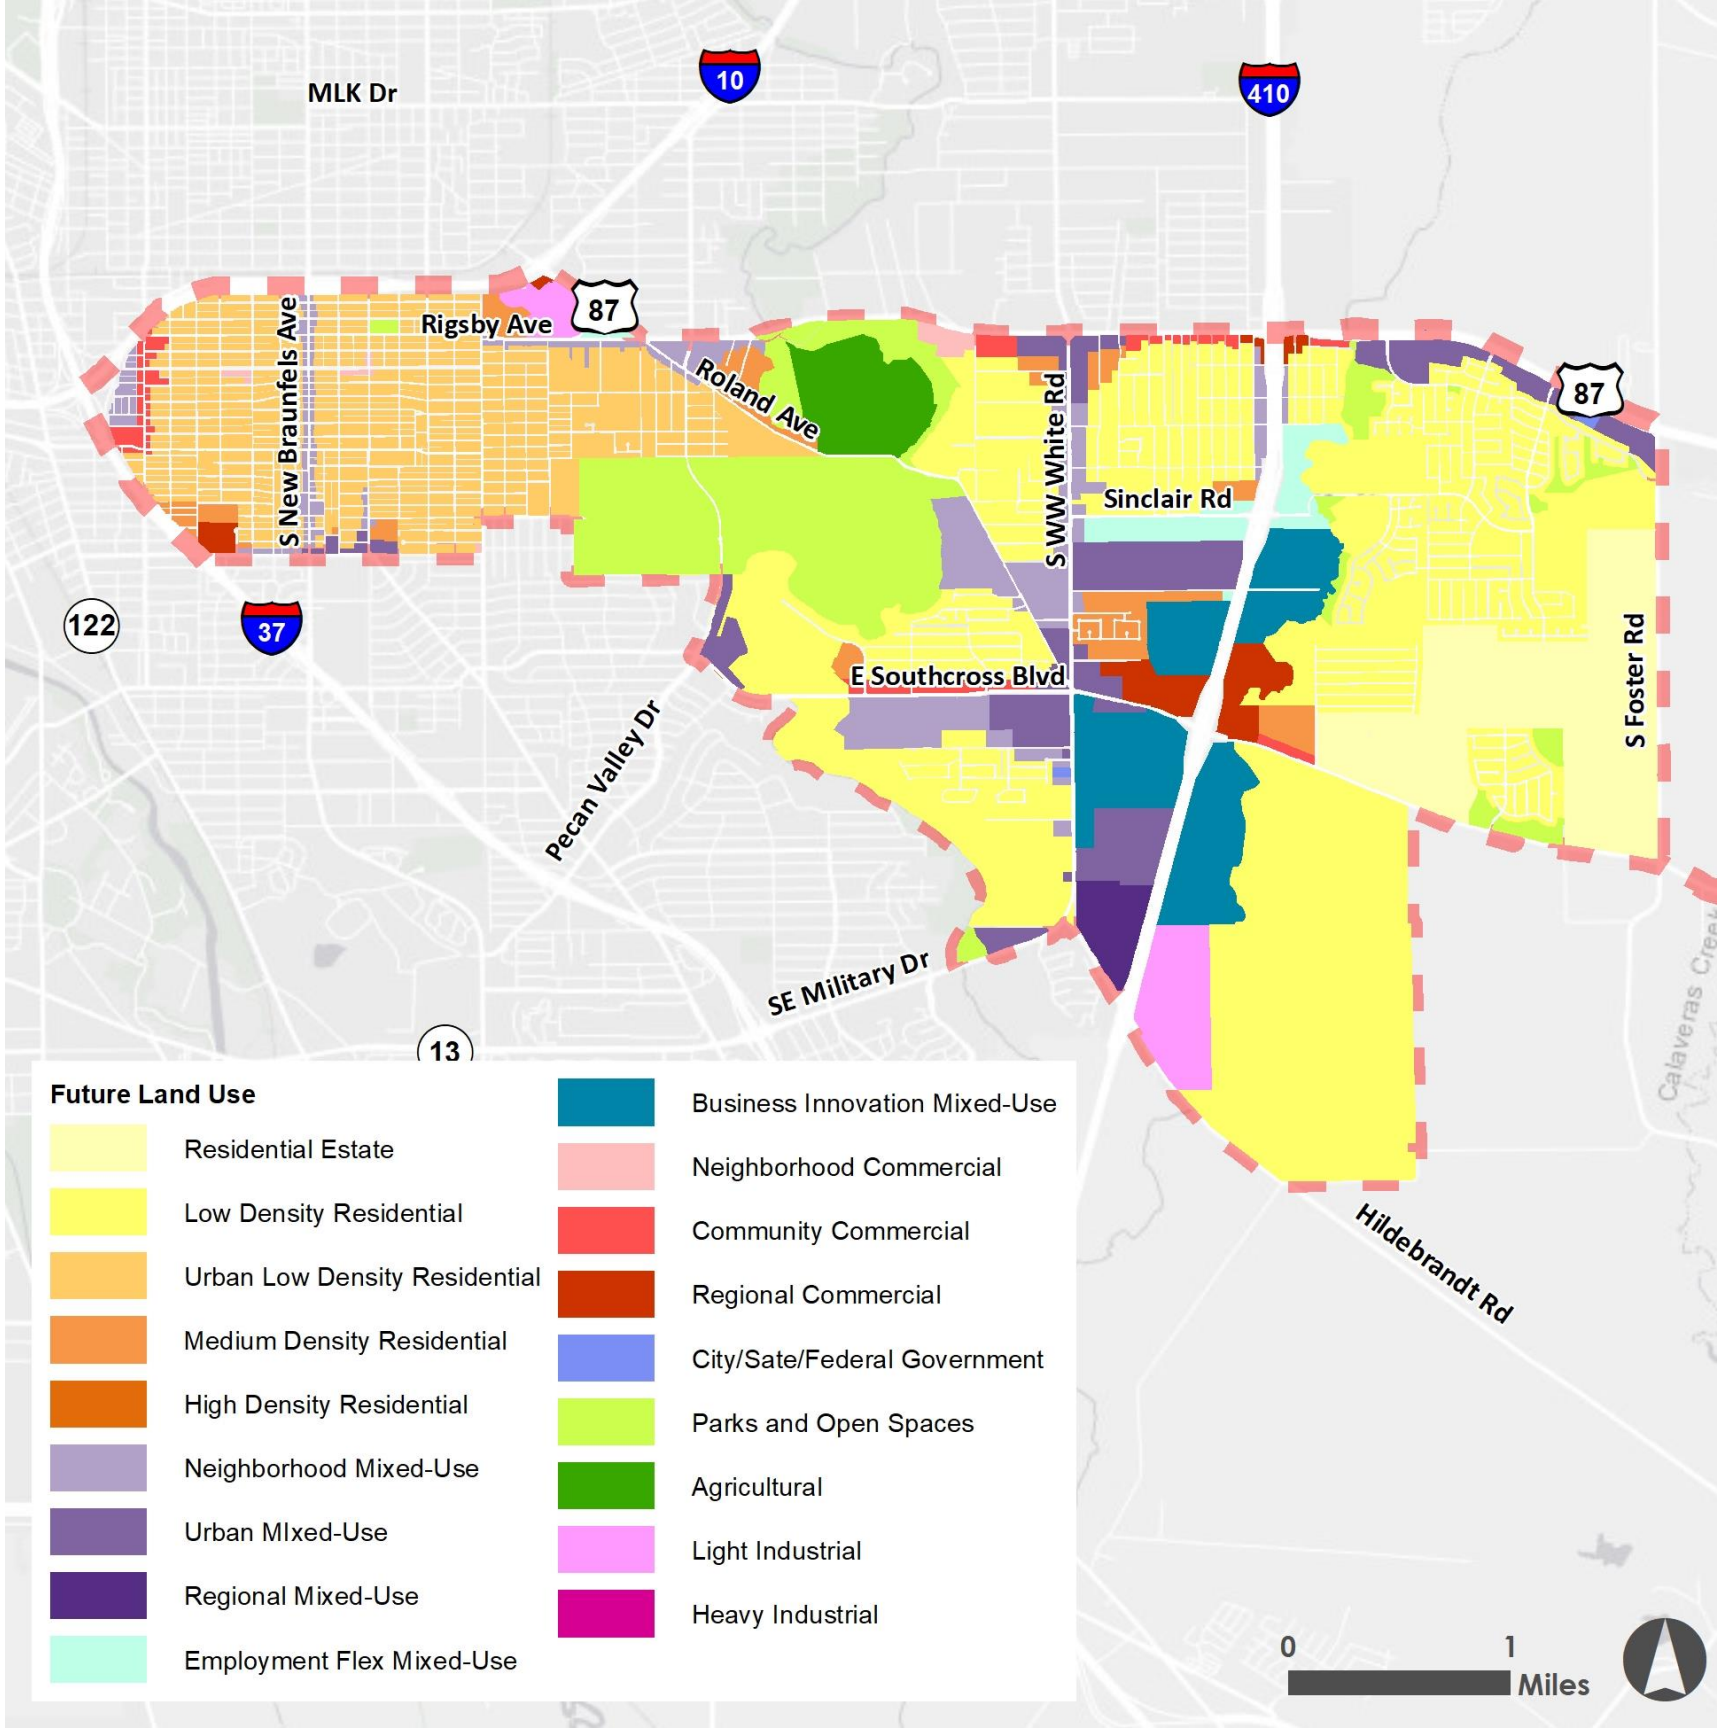 MLK Dr
10
410
87
Rigsby Ave
S New Braunfels Ave
Roland Ave
S WW White Rd
87
Sinclair Rd
122
37
E Southcross Blvd
S Foster Rd
Pecan Valley Dr
SE Military Dr
Calaveras Creek
13
Hildebrandt Rd
Future Land Use
Residential Estate
Low Density Residential
Urban Low Density Residential
Medium Density Residential
High Density Residential
Neighborhood Mixed-Use
Urban MIxed-Use
Regional Mixed-Use
Employment Flex Mixed-Use
Business Innovation Mixed-Use
Neighborhood Commercial
Community Commercial
Regional Commercial
City/Sate/Federal Government
Parks and Open Spaces
Agricultural
Light Industrial
Heavy Industrial
0 1
Miles